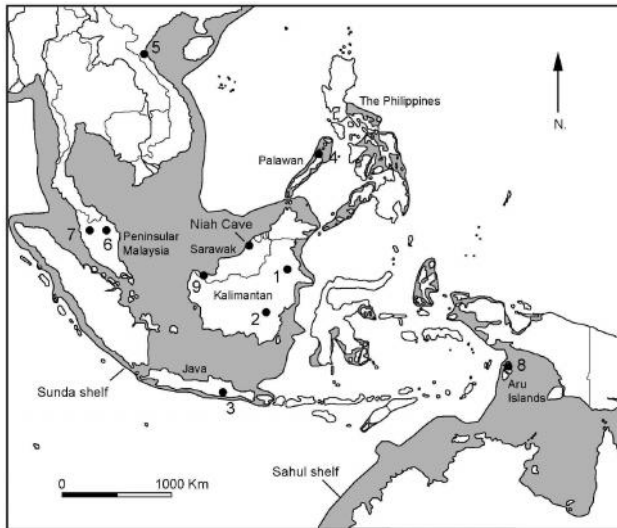 5
N.
The Philippines
Palawan
4
Niah Cave
7
6
Peninsular
Malaysia
Sarawak
9
1
Kalimantan
2
Java
8
Aru
Islands
Sunda shelf
3
Sahul shelf
0
1000 Km